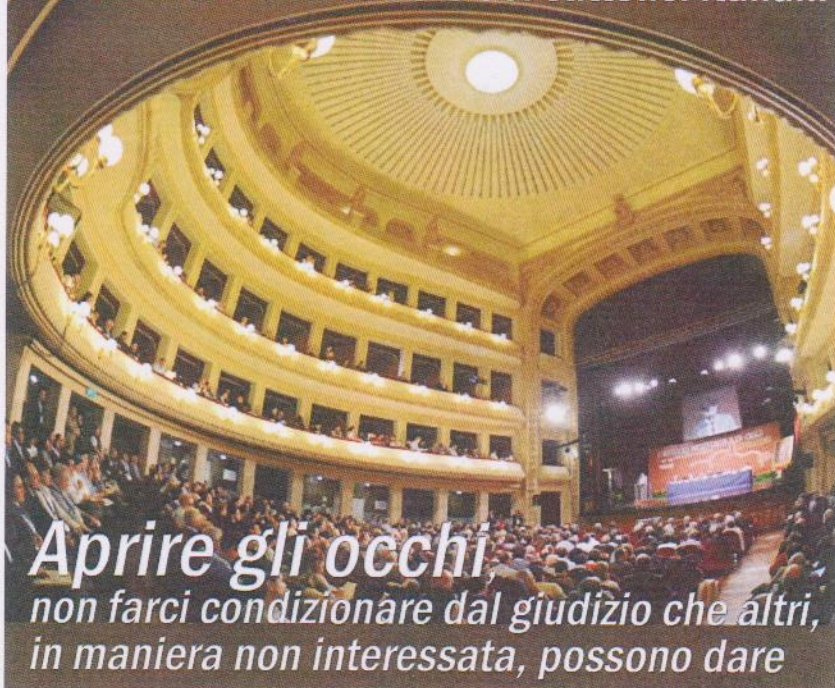 Aprire gli occhi,
non farci condizionare dal giudizio che altri,
in maniera non interessata, possono dare